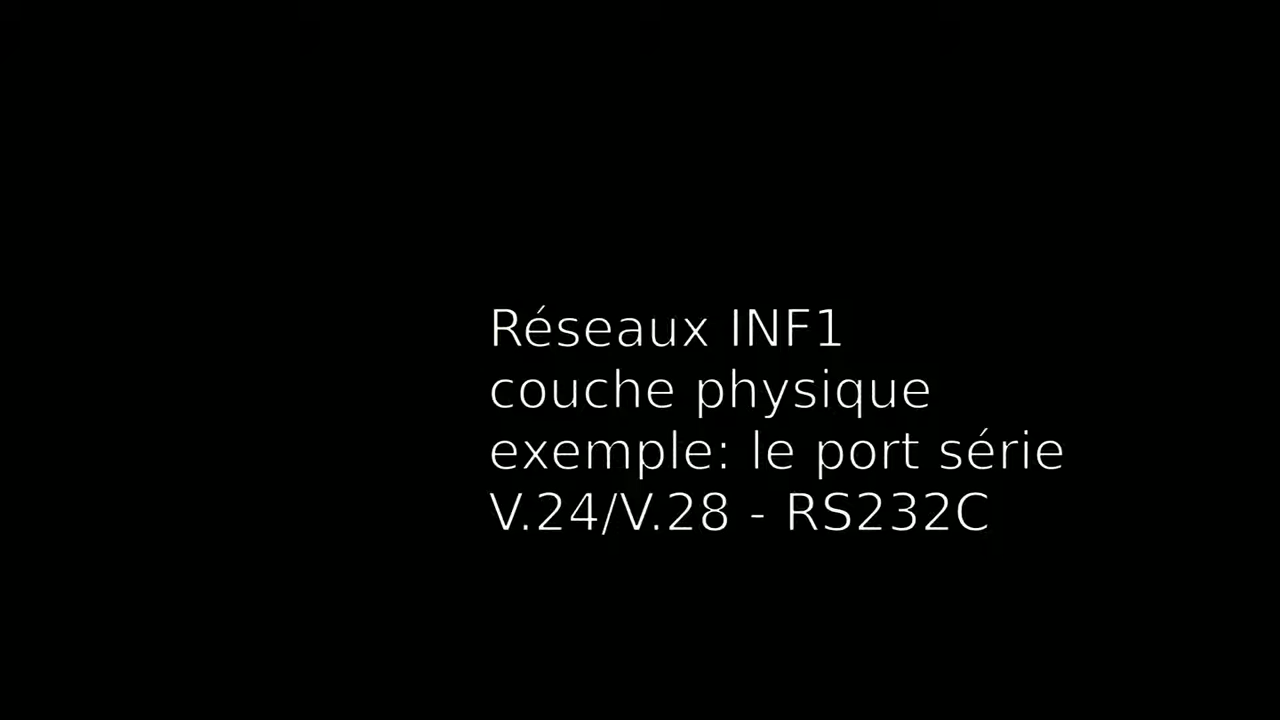 Réseaux INF1
couche physique
exemple: le port série
V.24/V.28 - RS232C